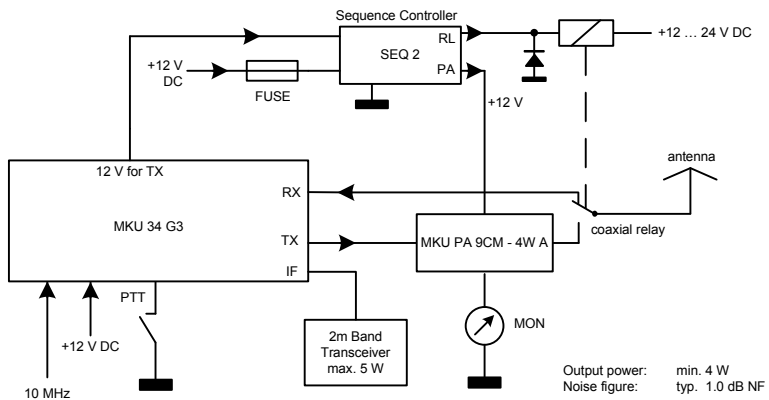 Sequence Controller
RL
+12 ... 24 V DC
SEQ 2
+12 V
DC
PA
FUSE
+12 V
12 V for TX
antenna
RX
MKU 34 G3
coaxial relay
TX
MKU PA 9CM - 4W A
IF
PTT
MON
2m Band
Transceiver
max. 5 W
+12 V DC
10 MHz
Output power: min. 4 W
Noise figure: typ. 1.0 dB NF